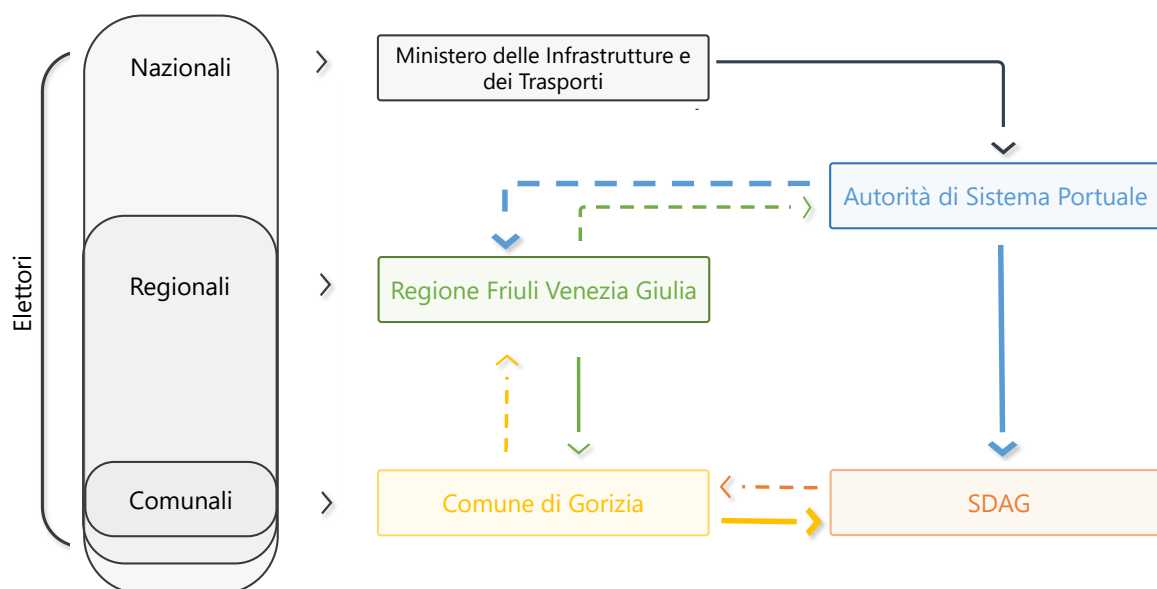 Elettori
Nazionali
Ministero delle Infrastrutture e
dei Trasporti
Autorità di Sistema Portuale
Regionali
Regione Friuli Venezia Giulia
Comunali
Comune di Gorizia
SDAG